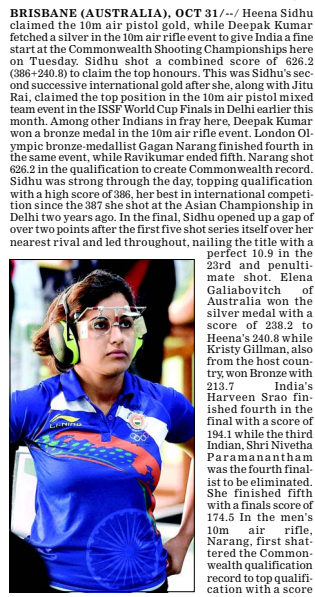 BRISBANE (AUSTRALIA), OCT 31/--/ Heena Sidhu
claimed the 10m air pistol gold, while Deepak Kumar
fetched a silver in the 10m air rifle event to give India a fine
start at the Commonwealth Shooting Championships here
on Tuesday. Sidhu shot a combined score of 626.2
(386+240.8) to claim the top honours. This was Sidhu's sec-
ond successive international gold after she, along with Jitu
Rai, claimed the top position in the 10m air pistol mixed
team event in the ISSF World Cup Finals in Delhi earlier this
month. Among other Indians in fray here, Deepak Kumar
won a bronze medal in the 10m air rifle event. London Ol-
ympic bronze-medallist Gagan Narang finished fourth in
the same event, while Ravikumar ended fifth. Narang shot
626.2 in the qualification to create Commonwealth record.
Sidhu was strong through the day, topping qualification
with a high score of 386, her best in international competi-
tion since the 387 she shot at the Asian Championship in
Delhi two years ago. In the final, Sidhu opened up a gap of
over two points after the first five shot series itself over her
nearest rival and led throughout, nailing the title with a
perfect 10.9 in the
23rd and penulti-
mate shot. Elena
Galiabovitch of
Australia won the
silver medal with a
score of 238.2 to
Heena's 240.8 while
Kristy Gillman, also
from the host coun-
try, won Bronze with
213.7 India's
Harveen Srao fin-
ished fourth in the
final with a score of
194.1 while the third
Indian, Shri Nivetha
Paramanantham
was the fourth final-
ist to be eliminated.
She finished fifth
with a finals score of
174.5 In the men's
10m air rifle,
Narang, first shat-
tered the Common-
wealth qualification
record to top qualifi-
cation with a score
LI-NING